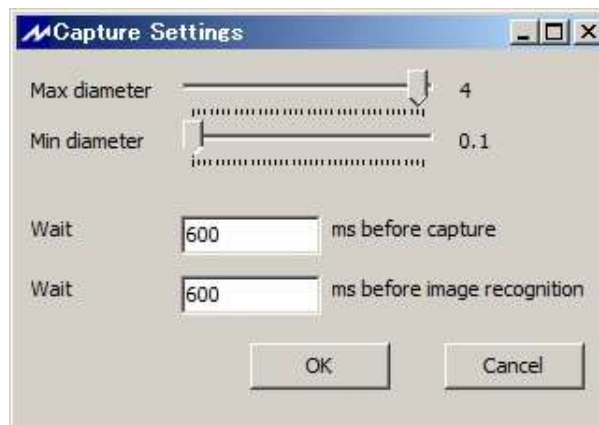 Capture Settings
Max diameter 4
Min diameter 0.1
Wait 600 ms before capture
Wait 600 ms before image recognition
OK Cancel